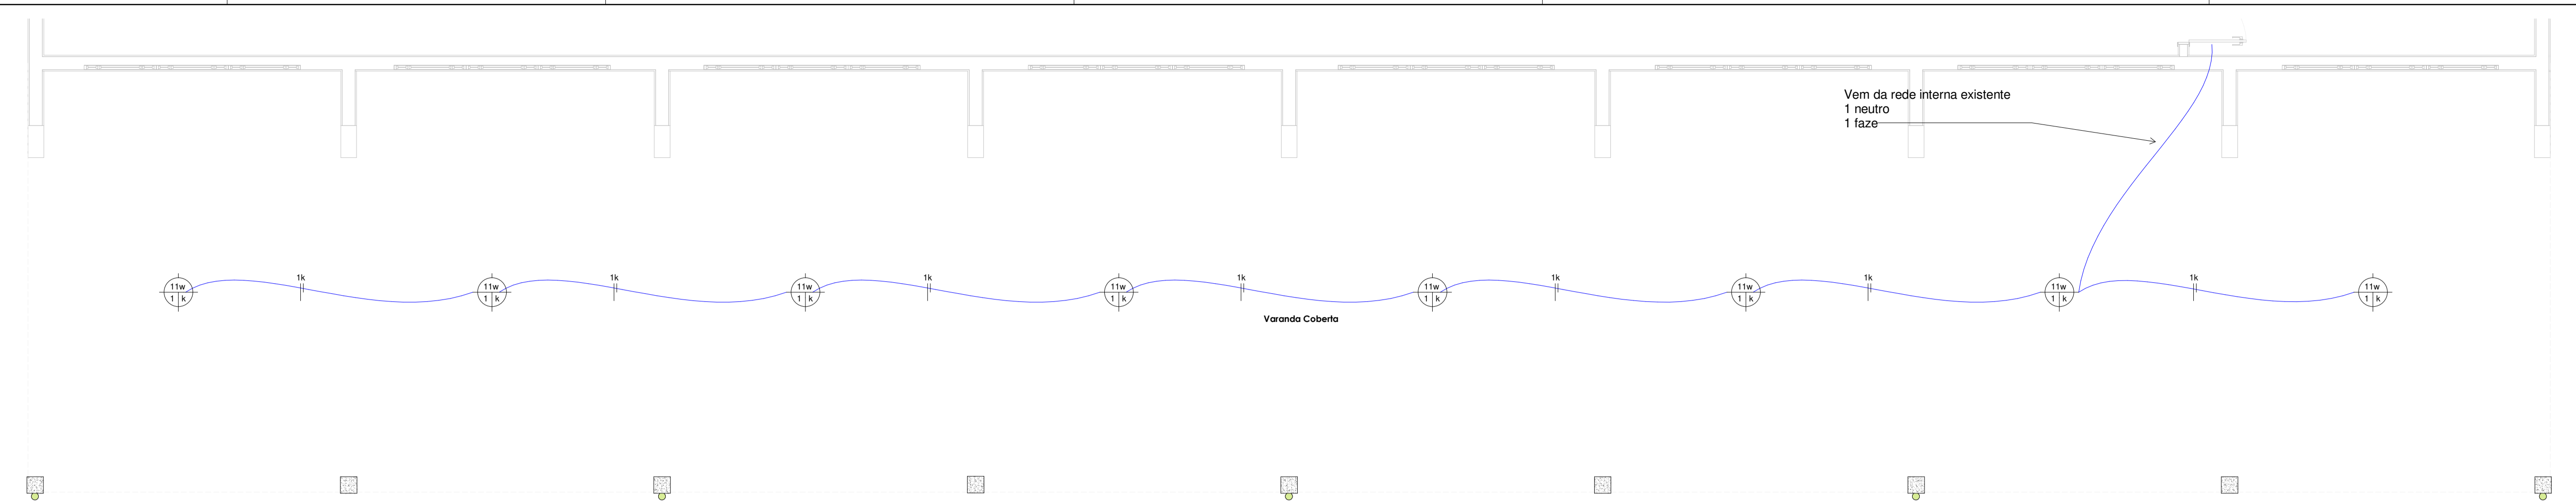 Vem da rede interna existente
1 neutro
1 faze
1k 1k 1k 1k 1k 1k 1k
11w 11w 11w 11w 11w 11w 11w 11w
1 k 1 k 1 k 1 k 1 k 1 k 1 k 1 k
Varanda Coberta